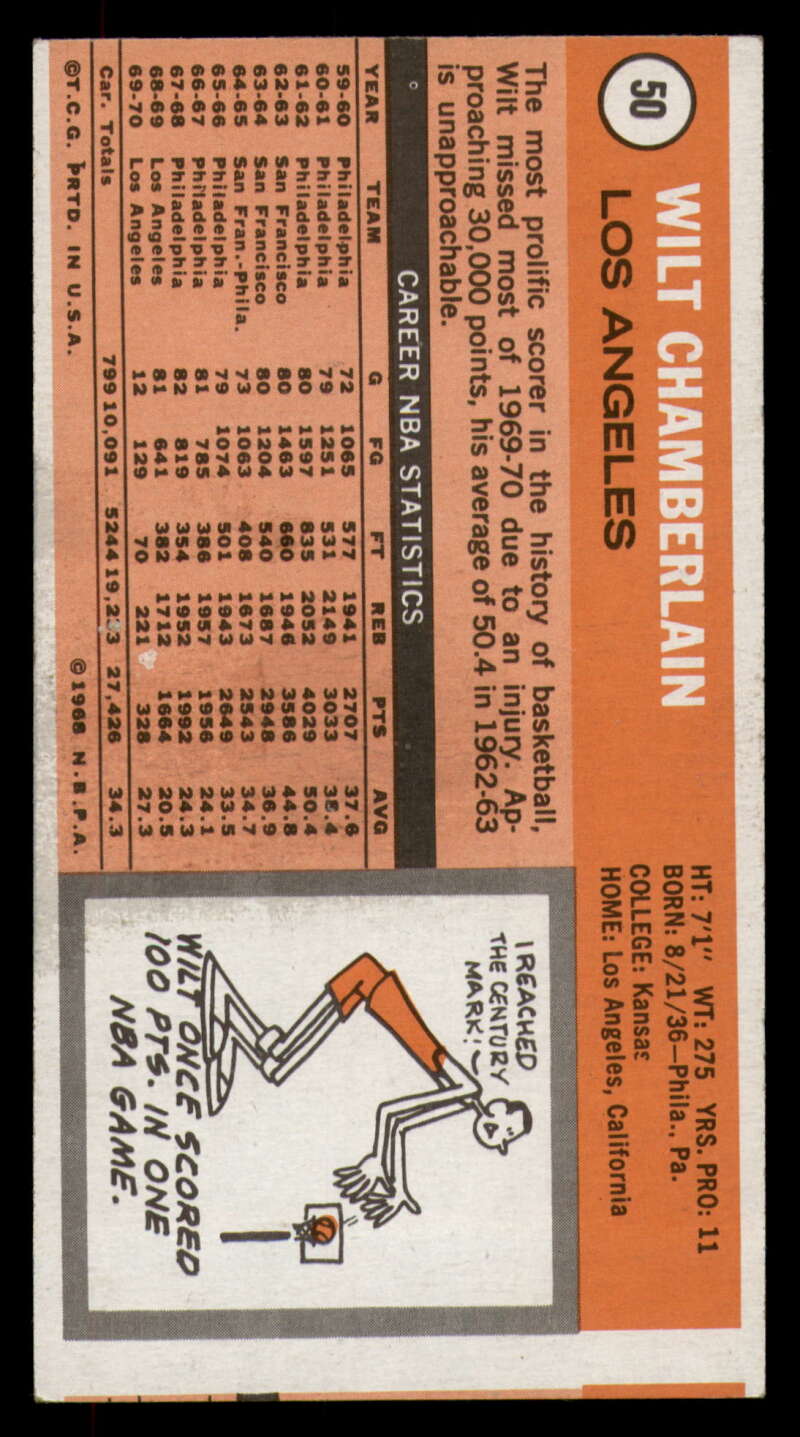 50
WILT CHAMBERLAIN
LOS ANGELES
HT: 7'1" WT: 275 YRS. PRO: 11
BORN: 8/21/36—Phila., Pa.
COLLEGE: Kansas
HOME: Los Angeles, California
The most prolific scorer in the history of basketball,
Wilt missed most of 1969-70 due to an injury. Ap-
proaching 30,000 points, his average of 50.4 in 1962-63
is unapproachable.
CAREER NBA STATISTICS
YEAR TEAM G FG FT REB PTS AVG
59-60 Philadelphia 72 1065 577 1941 2707 37.6
60-61 Philadelphia 79 1251 531 2149 3033 38.4
61-62 Philadelphia 80 1597 835 2052 4029 50.4
62-63 San Francisco 80 1463 660 1946 3586 44.8
63-64 San Francisco 80 1204 540 1687 2948 36.9
64-65 San Fran.-Phila. 73 1063 408 1673 2543 34.7
65-66 Philadelphia 79 1074 501 1943 2649 33.5
66-67 Philadelphia 81 785 386 1957 1956 24.1
67-68 Philadelphia 82 819 354 1952 1992 24.3
68-69 Los Angeles 81 641 382 1712 1664 20.5
69-70 Los Angeles 12 129 70 221 328 27.3
Car. Totals 799 10,091 5244 19,233 27,426 34.3
©T.C.G. PRTD. IN U.S.A. ©1968 N.B.P.A.
I REACHED
THE CENTURY
MARK!
WILT ONCE SCORED
100 PTS. IN ONE
NBA GAME.